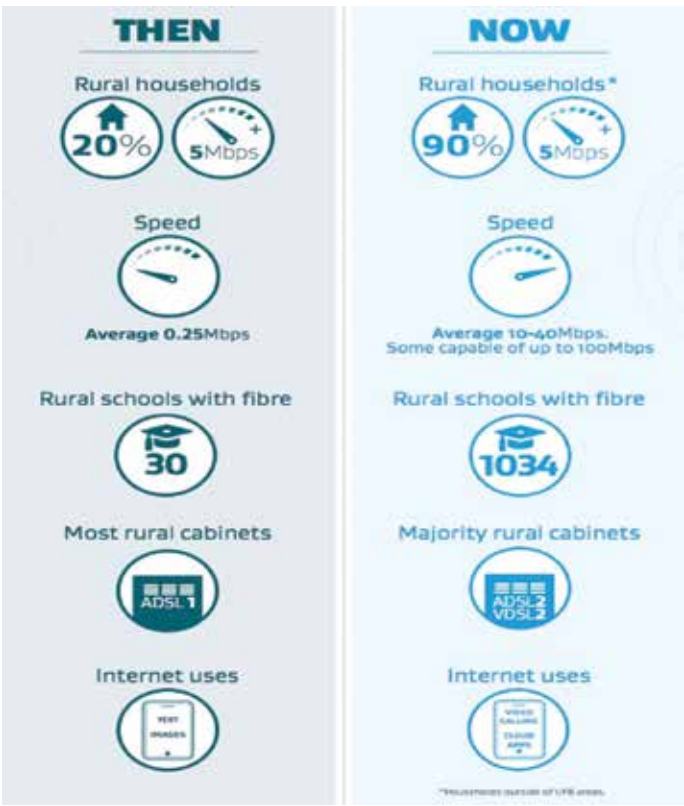 THEN
Rural households
20%
5Mbps
+
Speed
Average 0.25Mbps
Rural schools with fibre
30
Most rural cabinets
ADSL 1
Internet uses
TEXT
IMAGES
NOW
Rural households*
90%
5Mbps
+
Speed
Average 10-40Mbps.
Some capable of up to 100Mbps
Rural schools with fibre
1034
Majority rural cabinets
ADSL2
VDSL2
Internet uses
VIDEO
CALLING
CLOUD
APPS
*Households outside of UFB areas.